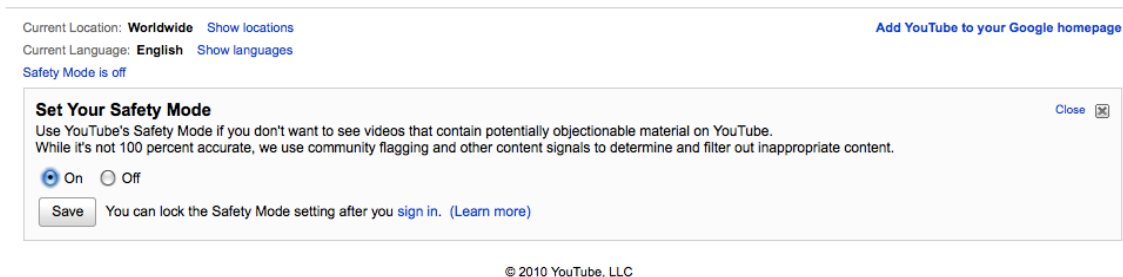 Current Location: Worldwide Show locations Add YouTube to your Google homepage
Current Language: English Show languages
Safety Mode is off
Set Your Safety Mode Close
Use YouTube's Safety Mode if you don't want to see videos that contain potentially objectionable material on YouTube.
While it's not 100 percent accurate, we use community flagging and other content signals to determine and filter out inappropriate content.
On Off
Save You can lock the Safety Mode setting after you sign in. (Learn more)
© 2010 YouTube, LLC